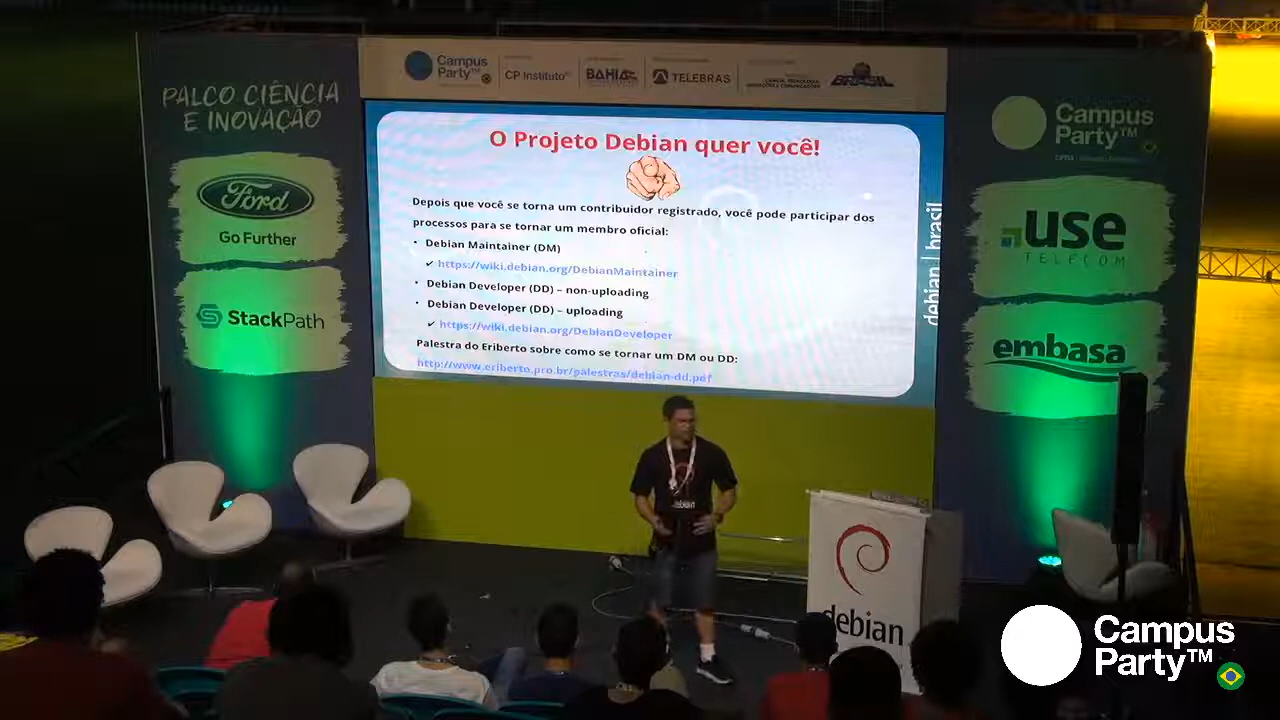 PALCO CIÊNCIA
E INOVAÇÃO
Ford
Go Further
StackPath
Campus
Party™
CP Instituto
BAHIA
TELEBRAS
BRASIL
O Projeto Debian quer você!
Depois que você se torna um contribuidor registrado, você pode participar dos
processos para se tornar um membro oficial:
• Debian Maintainer (DM)
✔ https://wiki.debian.org/DebianMaintainer
• Debian Developer (DD) – non-uploading
• Debian Developer (DD) – uploading
✔ https://wiki.debian.org/DebianDeveloper
Palestra do Eriberto sobre como se tornar um DM ou DD:
http://www.eriberto.pro.br/palestras/debian-dd.pdf
debian | brasil
Campus
Party™
use
TELECOM
embasa
debian
debian
Campus
Party™